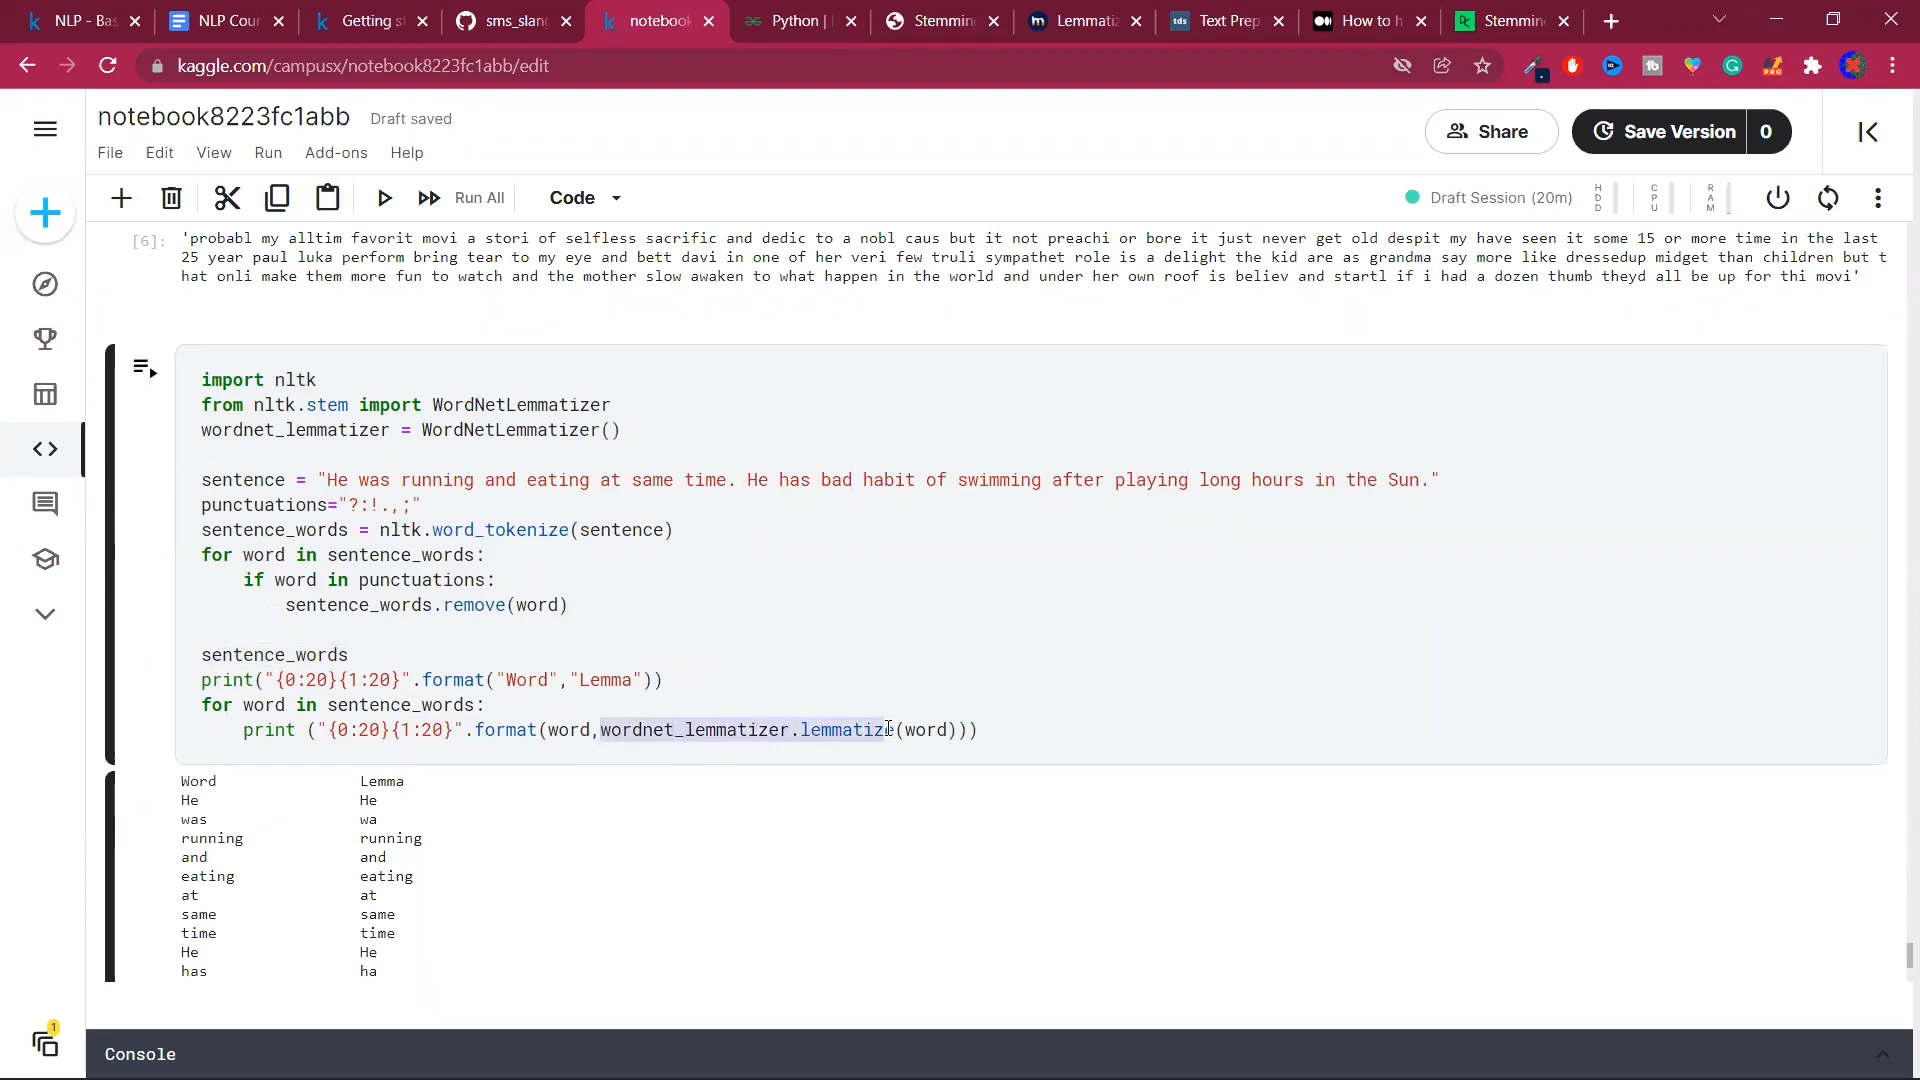 NLP - Bas
NLP Cour
Getting s
sms_slan
notebook
Python |
Stemmin
Lemmatiz
Text Prep
How to h
Stemmin
kaggle.com/campusx/notebook8223fc1abb/edit
notebook8223fc1abb
Draft saved
Share
Save Version
0
File Edit View Run Add-ons Help
Run All
Code
Draft Session (20m)
HDD
CPU
RAM
[6]:
'probabl my alltim favorit movi a stori of selfless sacrific and dedic to a nobl caus but it not preachi or bore it just never get old despit my have seen it some 15 or more time in the last
25 year paul luka perform bring tear to my eye and bett davi in one of her veri few truli sympathet role is a delight the kid are as grandma say more like dressedup midget than children but t
hat onli make them more fun to watch and the mother slow awaken to what happen in the world and under her own roof is believ and startl if i had a dozen thumb theyd all be up for thi movi'
import nltk
from nltk.stem import WordNetLemmatizer
wordnet_lemmatizer = WordNetLemmatizer()
sentence = "He was running and eating at same time. He has bad habit of swimming after playing long hours in the Sun."
punctuations="?:!.,;"
sentence_words = nltk.word_tokenize(sentence)
for word in sentence_words:
    if word in punctuations:
        sentence_words.remove(word)
sentence_words
print("{0:20}{1:20}".format("Word","Lemma"))
for word in sentence_words:
    print ("{0:20}{1:20}".format(word,wordnet_lemmatizer.lemmatize(word)))
Word Lemma
He He
was wa
running running
and and
eating eating
at at
same same
time time
He He
has ha
1
Console